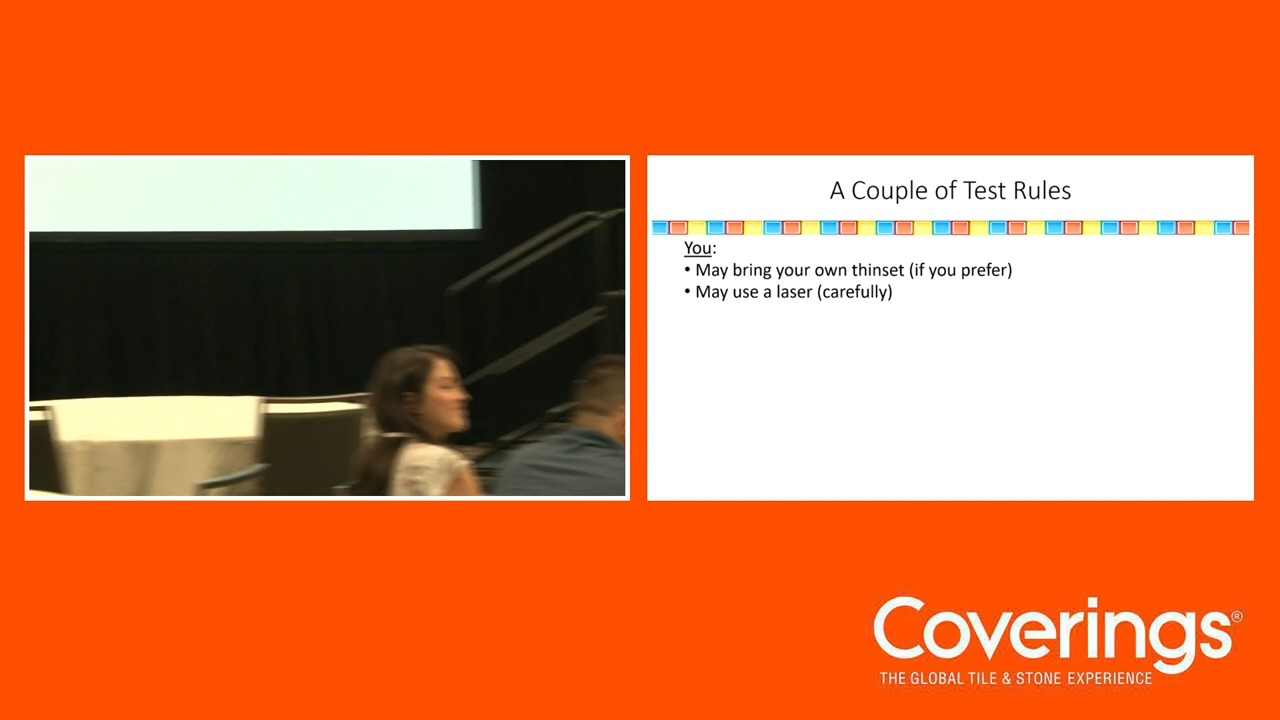 A Couple of Test Rules
You:
• May bring your own thinset (if you prefer)
• May use a laser (carefully)
Coverings®
THE GLOBAL TILE & STONE EXPERIENCE